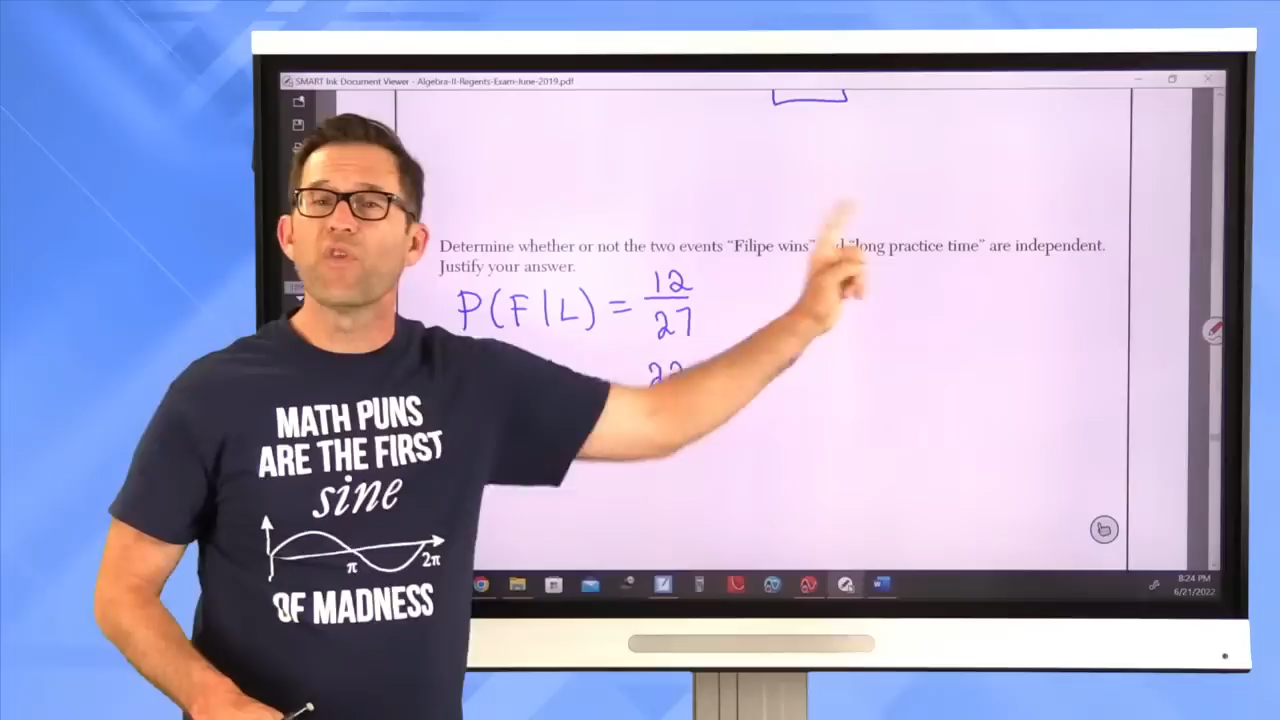 SMART Ink Document Viewer - Algebra-II-Regents-Exam-June-2019.pdf
Determine whether or not the two events “Filipe wins” “long practice time” are independent.
Justify your answer.
P(F|L) = 12/27
22
MATH PUNS
ARE THE FIRST
sine
π
2π
OF MADNESS
8:24 PM
6/21/2022